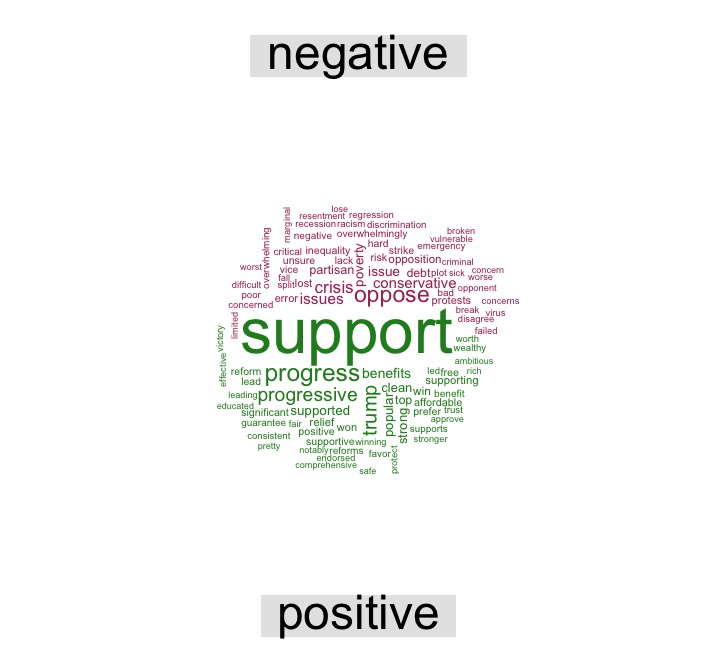 negative
lose
marginal resentment regression
recession racism discrimination
negative overwhelmingly broken
overwhelming hard vulnerable
critical inequality poverty strike emergency
unsure lack risk opposition criminal
worst vice partisan issue debt plot sick concern
fall worse
difficult split lost crisis conservative opponent
poor error issues oppose bad
concerned protests concerns
limited break virus
disagree
failed
support
victory worth
wealthy
effective ambitious
reform progress benefits led free rich
lead supporting
leading progressive trump clean win benefit
educated popular top affordable
significant supported strong prefer trust
guarantee fair relief approve
consistent positive won supports
pretty supportive winning stronger
notably reforms favor
endorsed protect
comprehensive
safe
positive